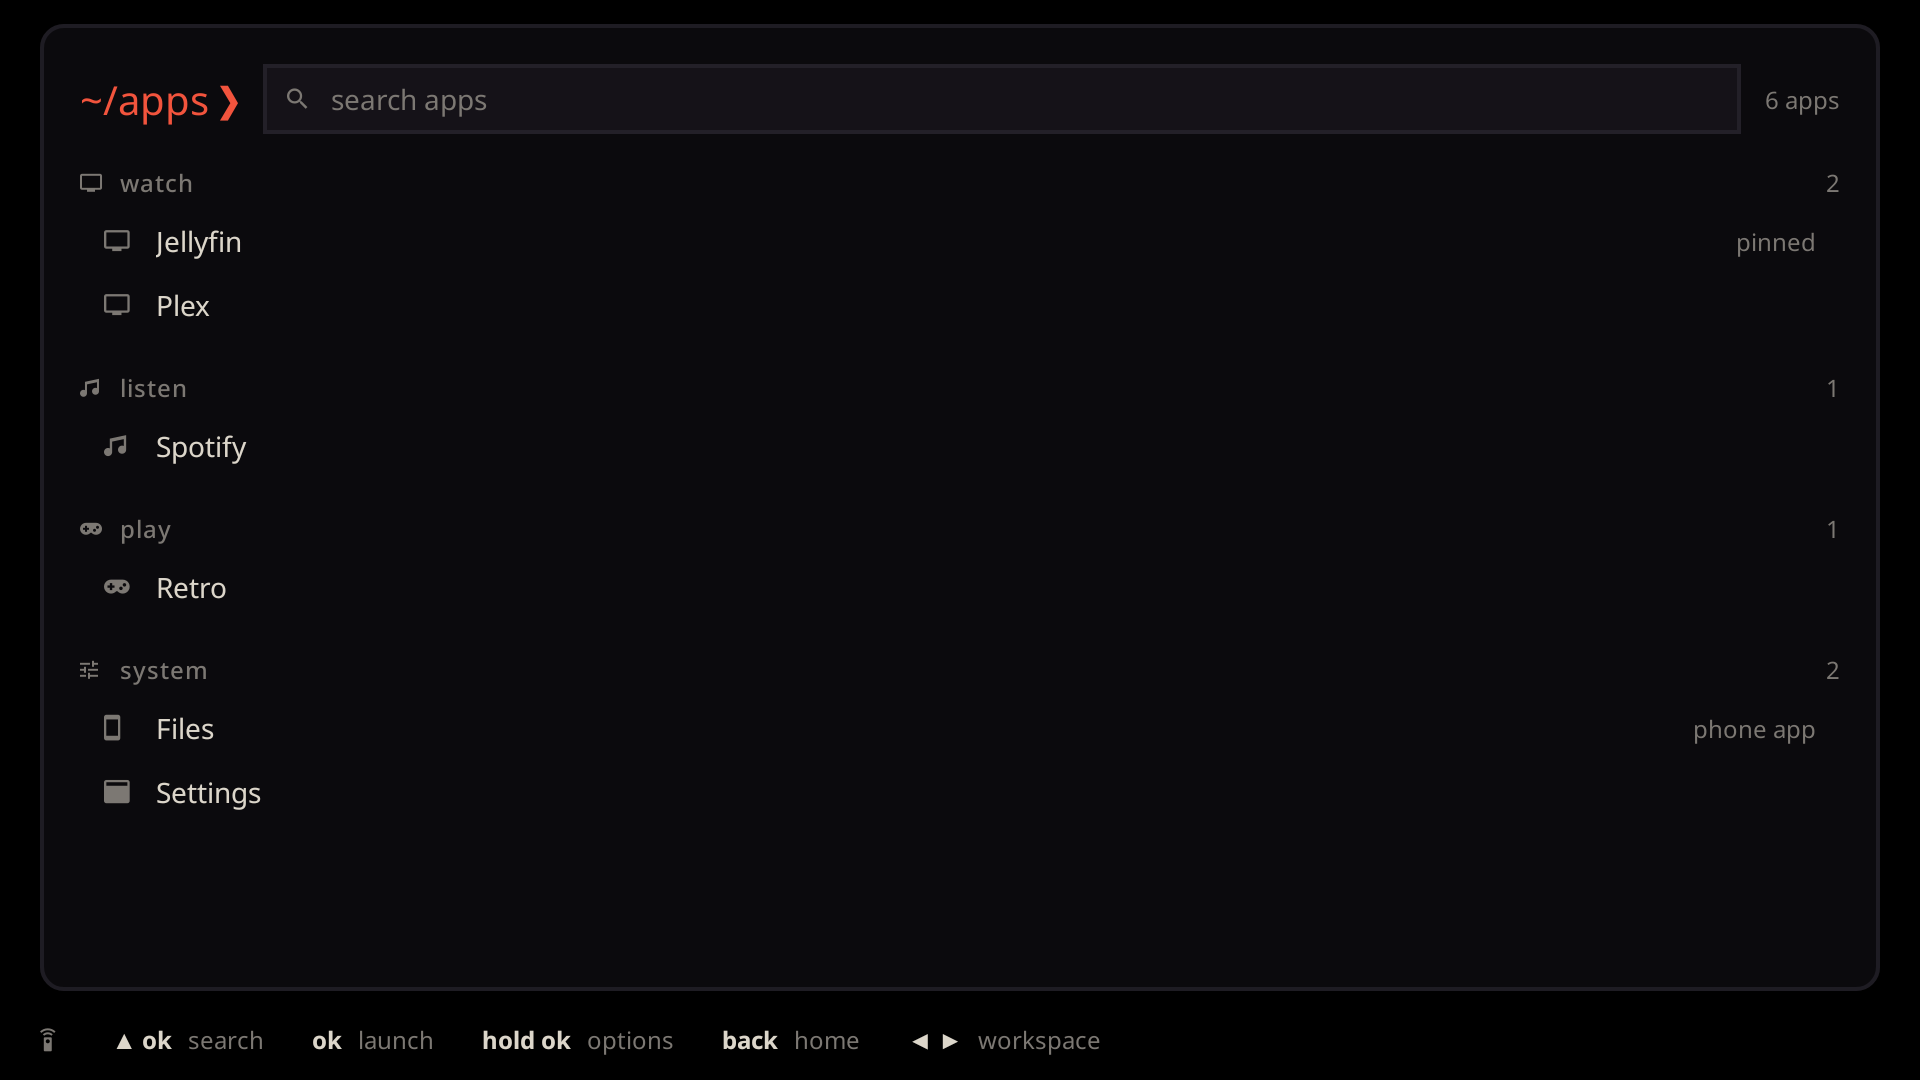 ~/apps ❯ search apps 6 apps
watch 2
Jellyfin pinned
Plex
listen 1
Spotify
play 1
Retro
system 2
Files phone app
Settings
▲ ok search ok launch hold ok options back home ◀ ▶ workspace